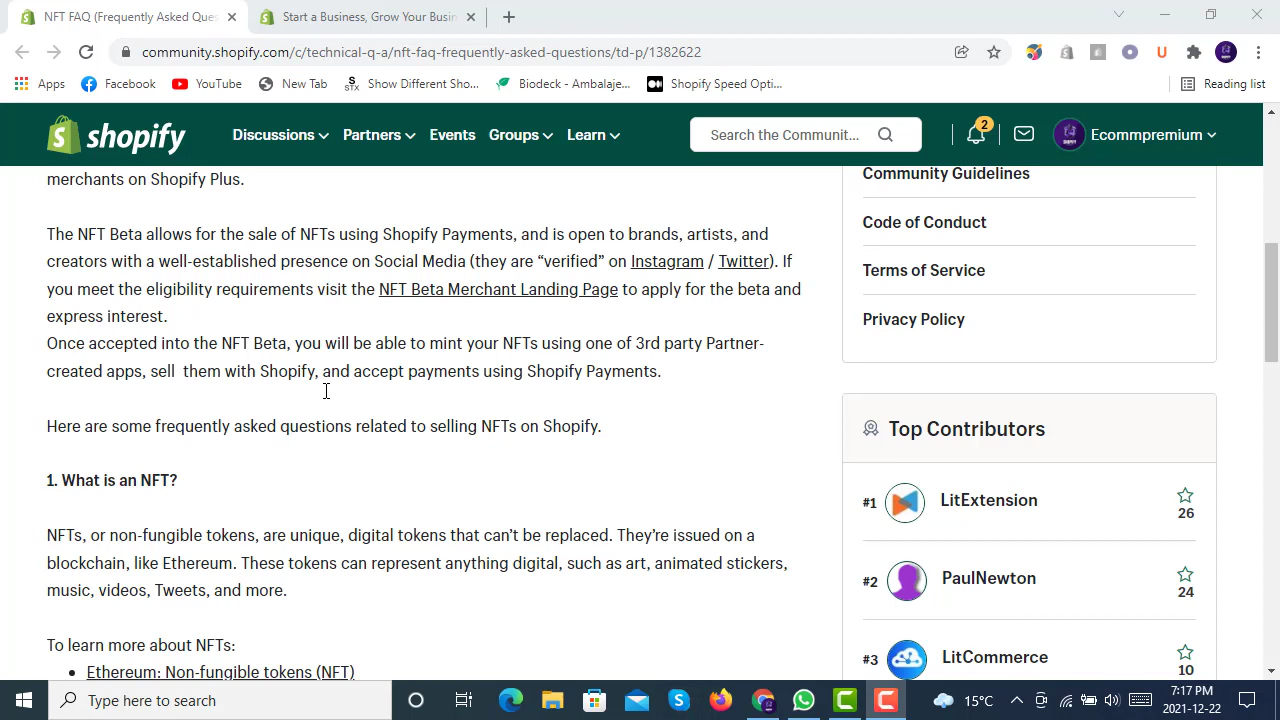 NFT FAQ (Frequently Asked Ques
Start a Business, Grow Your Busin
community.shopify.com/c/technical-q-a/nft-faq-frequently-asked-questions/td-p/1382622
Apps
Facebook
YouTube
New Tab
STX
Show Different Sho...
Biodeck - Ambalaje...
Shopify Speed Opti...
Reading list
shopify
Discussions
Partners
Events
Groups
Learn
Search the Communit...
2
Ecommpremium
merchants on Shopify Plus.
The NFT Beta allows for the sale of NFTs using Shopify Payments, and is open to brands, artists, and
creators with a well-established presence on Social Media (they are “verified” on Instagram / Twitter). If
you meet the eligibility requirements visit the NFT Beta Merchant Landing Page to apply for the beta and
express interest.
Once accepted into the NFT Beta, you will be able to mint your NFTs using one of 3rd party Partner-
created apps, sell  them with Shopify, and accept payments using Shopify Payments.
Here are some frequently asked questions related to selling NFTs on Shopify.
1. What is an NFT?
NFTs, or non-fungible tokens, are unique, digital tokens that can’t be replaced. They’re issued on a
blockchain, like Ethereum. These tokens can represent anything digital, such as art, animated stickers,
music, videos, Tweets, and more.
To learn more about NFTs:
• Ethereum: Non-fungible tokens (NFT)
Community Guidelines
Code of Conduct
Terms of Service
Privacy Policy
Top Contributors
#1 LitExtension
26
#2 PaulNewton
24
#3 LitCommerce
10
Type here to search
15°C
7:17 PM
2021-12-22